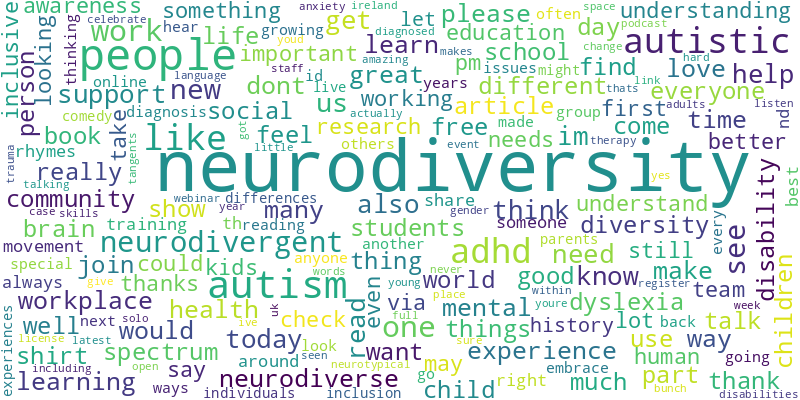 awareness
celebrate
something
hear
growing
anxiety
ireland
diagnosed
amazing
often
podcast
space
understanding
change
inclusive
looking
thinking
work
life
get
let
please
education
day
autistic
people
important
learn
school
hard
makes
online
language
staff
id
live
great
years
pm
issues
might
find
link
love
help
person
support
new
dont
us
working
different
thats
adults
listen
everyone
comedy
diagnosis
social
actually
article
group
first
time
nd
book
take
like
got
feel
research
others
free
made
needs
im
come
therapy
better
rhymes
really
tangents
little
event
yes
trauma
talking
neurodiversity
best
community
case
skills
webinar
year
differences
also
share
gender
think
understand
someone
diversity
every
see
disability
show
many
brain
training
th
reading
students
another
parents
movement
neurodivergent
anyone
thing
adhd
need
still
special
join
could
kids
words
even
young
never
world
good
know
make
children
always
thanks
autism
via
mental
youre
within
dyslexia
register
team
give
workplace
health
uk
read
full
place
week
experiences
next
solo
check
one
things
history
lot
back
talk
well
would
today
live
sure
use
way
license
latest
shirt
spectrum
look
want
experience
human
going
including
open
say
around
seen
may
embrace
part
learning
ways
neurodiverse
individuals
inclusion
neurotypical
go
child
right
much
bunch
thank
disabilities
youd